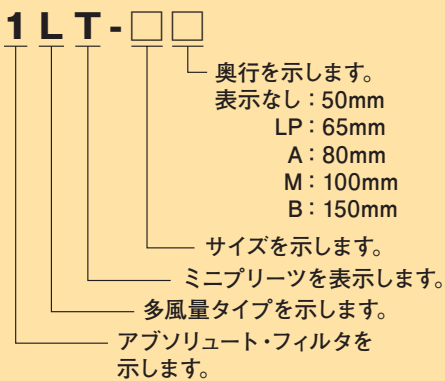 1LT-□□
奥行を示します。
表示なし：50mm
LP：65mm
A：80mm
M：100mm
B：150mm
サイズを示します。
ミニプリーツを表示します。
多風量タイプを示します。
アブソリュート・フィルタを
示します。